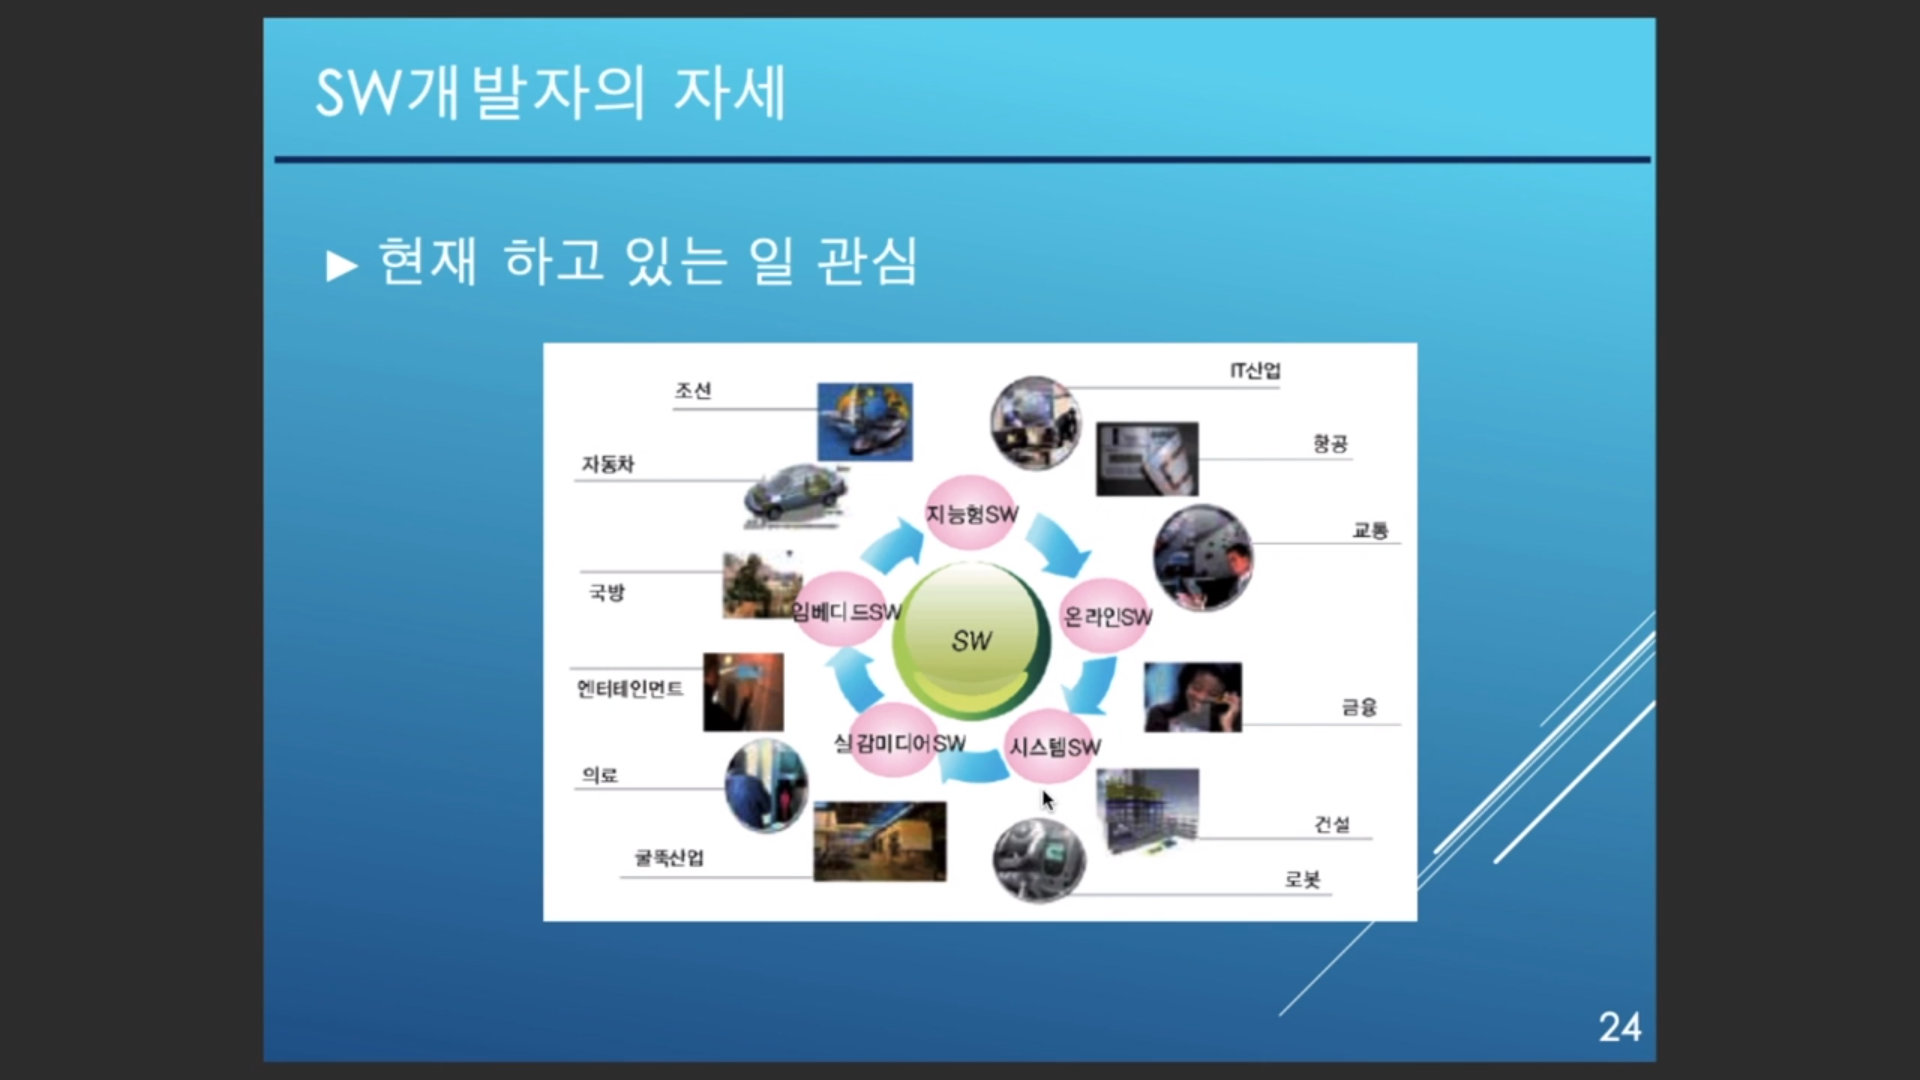 SW개발자의 자세
▶ 현재 하고 있는 일 관심
조선
IT산업
자동차
항공
교통
국방
엔터테인먼트
금융
의료
건설
굴뚝산업
로봇
지능형SW
임베디드SW
온라인SW
SW
실감미디어SW
시스템SW
24